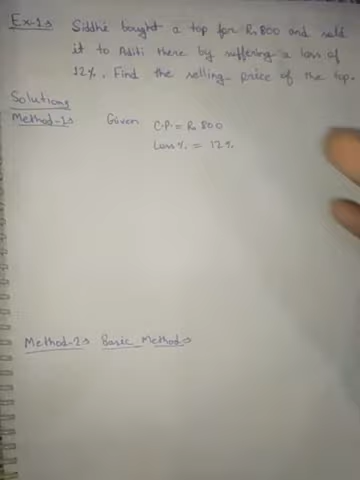 Ex-1:- Siddhi bought a top for Rs 800 and sold
it to Aditi there by suffering a loss of
12%. Find the selling price of the top.
Solution:
Method-1:- Given C.P. = Rs 800
Loss % = 12%
Method-2:- Basic Method:-